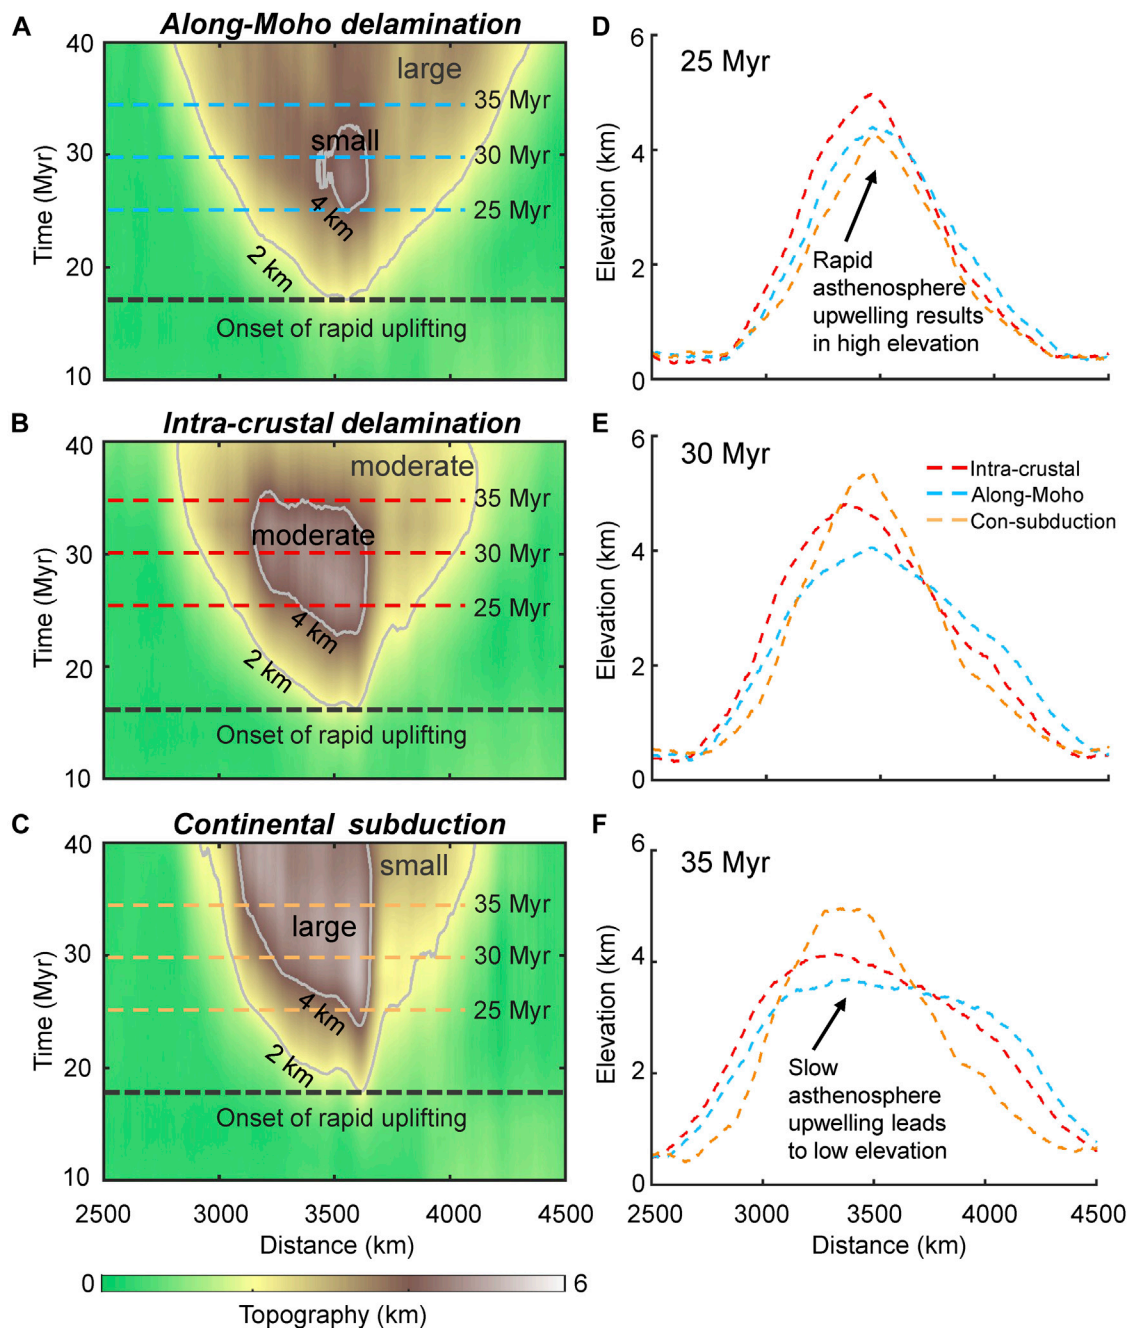 A
Along-Moho delamination
40
30
20
10
Time (Myr)
large
35 Myr
small
30 Myr
25 Myr
4 km
2 km
Onset of rapid uplifting
B
Intra-crustal delamination
40
30
20
10
Time (Myr)
moderate
35 Myr
moderate
30 Myr
25 Myr
4 km
2 km
Onset of rapid uplifting
C
Continental subduction
40
30
20
10
Time (Myr)
small
35 Myr
large
30 Myr
25 Myr
4 km
2 km
Onset of rapid uplifting
2500 3000 3500 4000 4500
Distance (km)
0 6
Topography (km)
D
25 Myr
6
4
2
0
Elevation (km)
Rapid
asthenosphere
upwelling results
in high elevation
2500 3000 3500 4000 4500
E
30 Myr
6
4
2
0
Elevation (km)
Intra-crustal
Along-Moho
Con-subduction
F
35 Myr
6
4
2
0
Elevation (km)
Slow
asthenosphere
upwelling leads
to low elevation
2500 3000 3500 4000 4500
Distance (km)